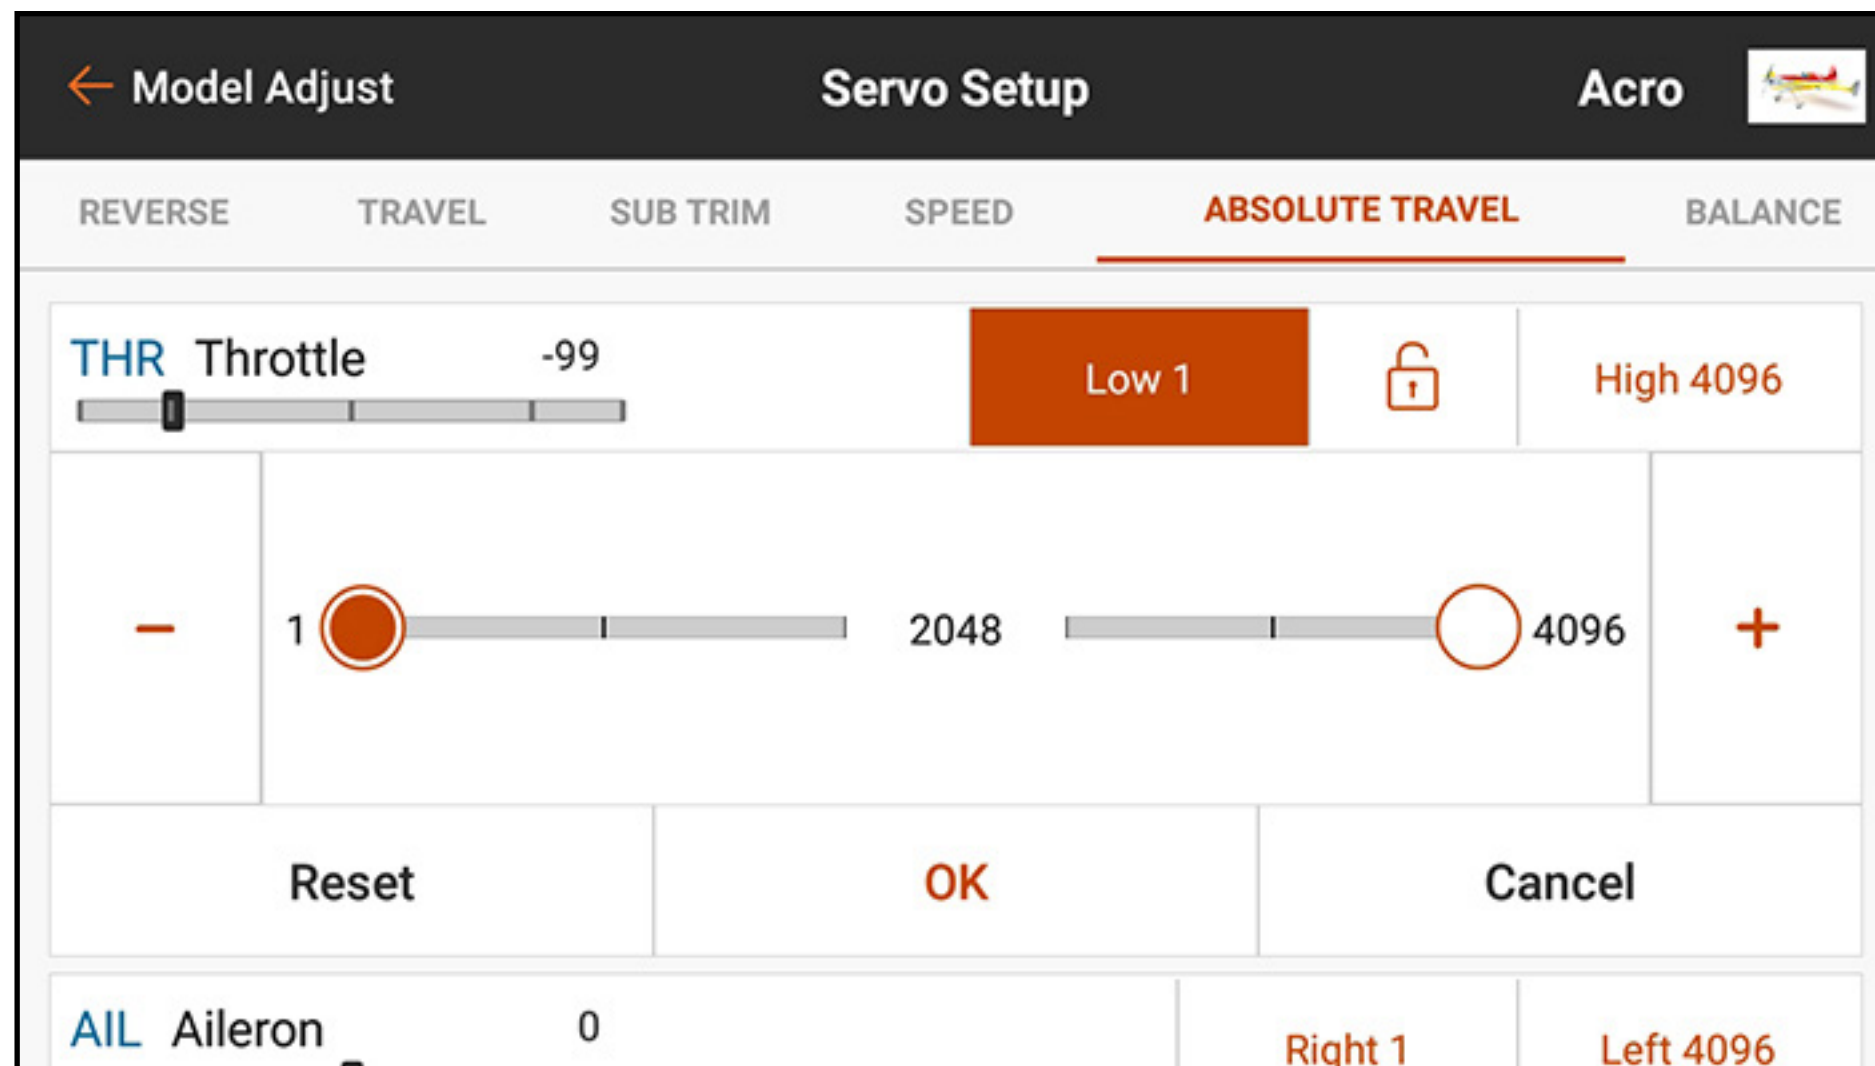 Model Adjust Servo Setup Acro
REVERSE TRAVEL SUB TRIM SPEED ABSOLUTE TRAVEL BALANCE
THR Throttle -99 Low 1 High 4096
− 1 2048 4096 +
Reset OK Cancel
AIL Aileron 0 Right 1 Left 4096